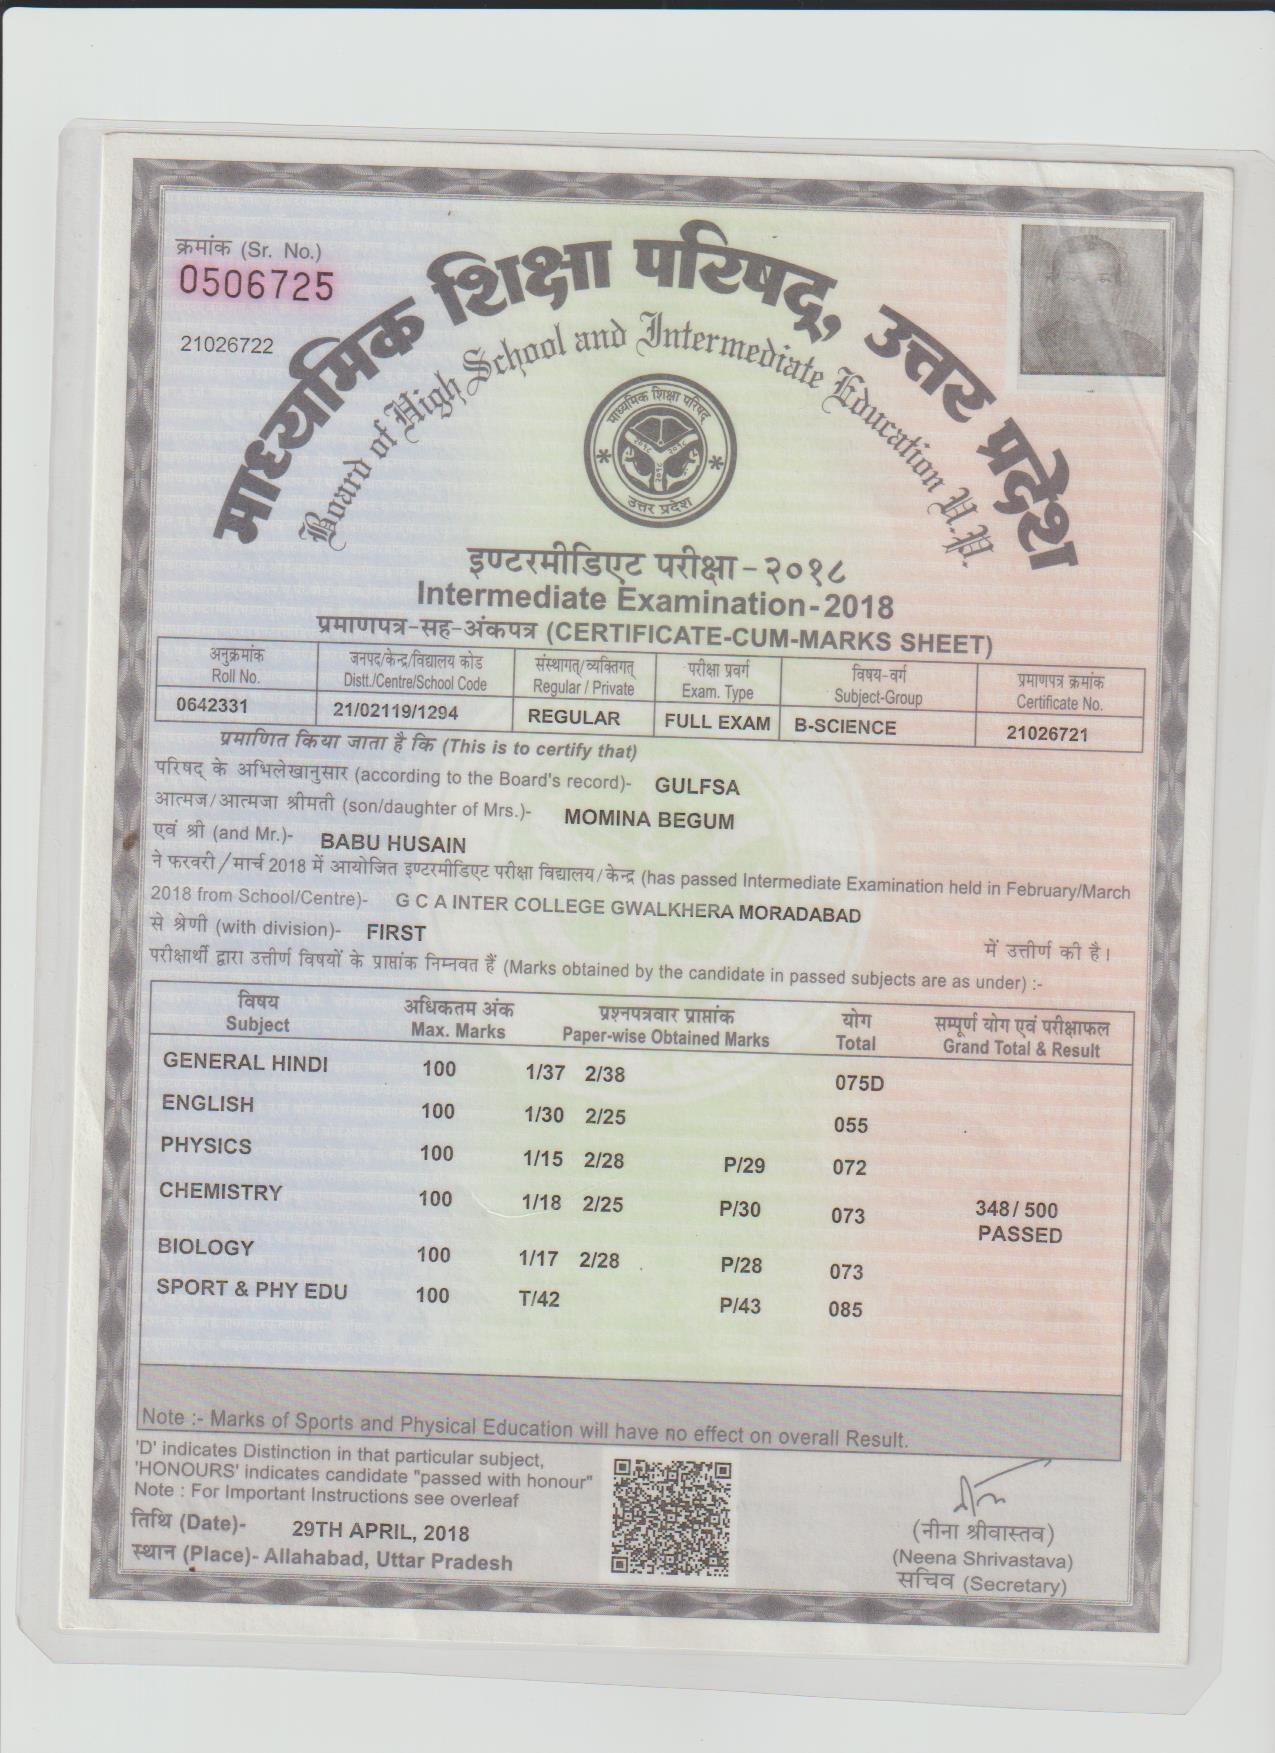 क्रमांक (Sr. No.)
0506725
21026722
माध्यमिक शिक्षा परिषद्, उत्तर प्रदेश
Board of High School and Intermediate Education U.P.
माध्यमिक शिक्षा परिषद्
२०१८ २०१८
२०१८
उत्तर प्रदेश
इण्टरमीडिएट परीक्षा - २०१८
Intermediate Examination - 2018
प्रमाणपत्र-सह-अंकपत्र (CERTIFICATE-CUM-MARKS SHEET)
अनुक्रमांक जनपद/केन्द्र/विद्यालय कोड संस्थागत्/व्यक्तिगत् परीक्षा प्रवर्ग विषय-वर्ग प्रमाणपत्र क्रमांक
Roll No. Distt./Centre/School Code Regular / Private Exam. Type Subject-Group Certificate No.
0642331 21/02119/1294 REGULAR FULL EXAM B-SCIENCE 21026721
प्रमाणित किया जाता है कि (This is to certify that)
परिषद् के अभिलेखानुसार (according to the Board's record)- GULFSA
आत्मज/आत्मजा श्रीमती (son/daughter of Mrs.)- MOMINA BEGUM
एवं श्री (and Mr.)- BABU HUSAIN
ने फरवरी/मार्च 2018 में आयोजित इण्टरमीडिएट परीक्षा विद्यालय/केन्द्र (has passed Intermediate Examination held in February/March
2018 from School/Centre)- G C A INTER COLLEGE GWALKHERA MORADABAD
से श्रेणी (with division)- FIRST में उत्तीर्ण की है।
परीक्षार्थी द्वारा उत्तीर्ण विषयों के प्राप्तांक निम्नवत हैं (Marks obtained by the candidate in passed subjects are as under) :-
विषय अधिकतम अंक प्रश्नपत्रवार प्राप्तांक योग सम्पूर्ण योग एवं परीक्षाफल
Subject Max. Marks Paper-wise Obtained Marks Total Grand Total & Result
GENERAL HINDI 100 1/37 2/38 075D
ENGLISH 100 1/30 2/25 055
PHYSICS 100 1/15 2/28 P/29 072
CHEMISTRY 100 1/18 2/25 P/30 073 348/ 500
PASSED
BIOLOGY 100 1/17 2/28 P/28 073
SPORT & PHY EDU 100 T/42 P/43 085
Note :- Marks of Sports and Physical Education will have no effect on overall Result.
'D' indicates Distinction in that particular subject,
'HONOURS' indicates candidate "passed with honour"
Note : For Important Instructions see overleaf
तिथि (Date)- 29TH APRIL, 2018
स्थान (Place)- Allahabad, Uttar Pradesh
(नीना श्रीवास्तव)
(Neena Shrivastava)
सचिव (Secretary)